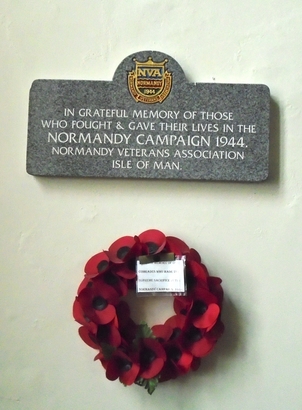 NVA
NORMANDY
1944
IN GRATEFUL MEMORY OF THOSE
WHO FOUGHT & GAVE THEIR LIVES IN THE
NORMANDY CAMPAIGN 1944.
NORMANDY VETERANS ASSOCIATION
ISLE OF MAN.